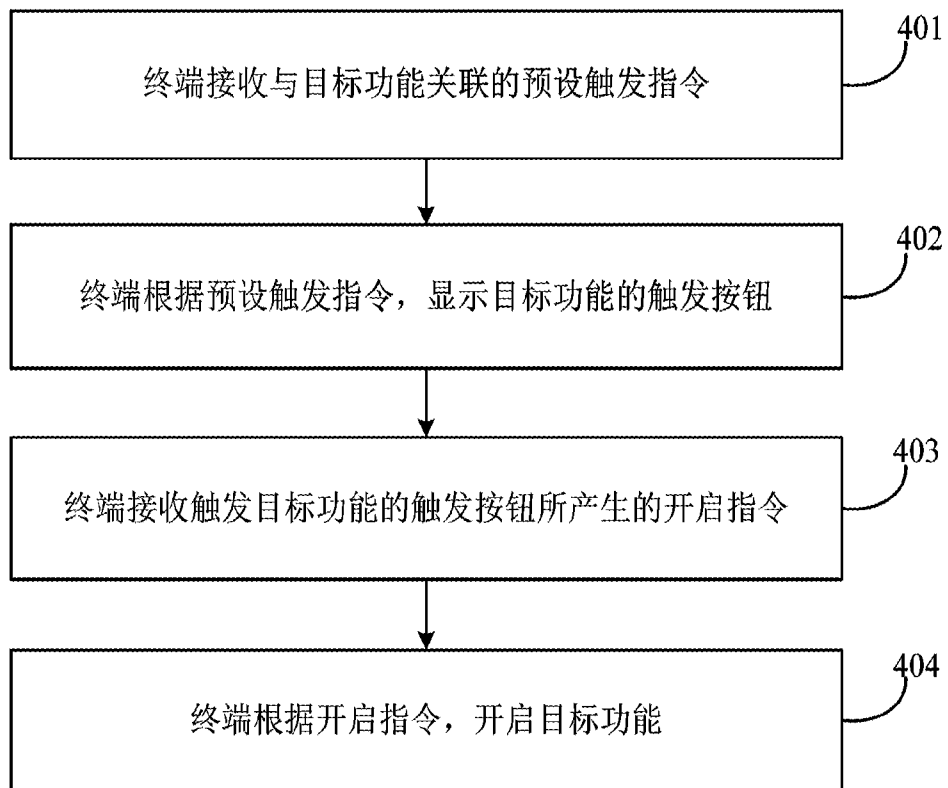 401
终端接收与目标功能关联的预设触发指令
402
终端根据预设触发指令，显示目标功能的触发按钮
403
终端接收触发目标功能的触发按钮所产生的开启指令
404
终端根据开启指令，开启目标功能